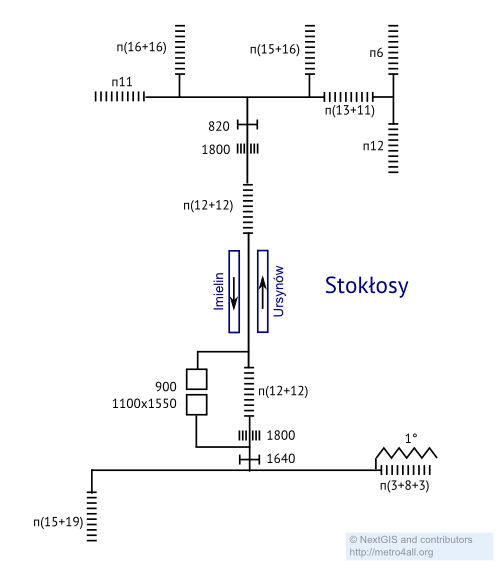 п(16+16)
п(15+16)
п6
п11
п(13+11)
820
1800
п12
п(12+12)
Imielin
Ursynów
Stokłosy
900
1100x1550
п(12+12)
1800
1640
1°
п(3+8+3)
п(15+19)
© NextGIS and contributors
http://metro4all.org